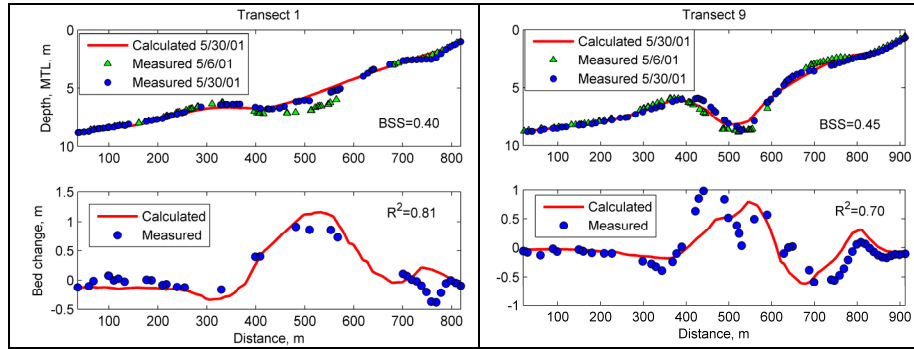 Transect 1
Depth, MTL. m
0
5
10
Calculated 5/30/01
Measured 5/6/01
Measured 5/30/01
BSS=0.40
100 200 300 400 500 600 700 800
Bed change, m
1.5
1
0.5
0
-0.5
Calculated
Measured
R²=0.81
100 200 300 400 500 600 700 800
Distance, m
Transect 9
Depth, MTL. m
0
5
10
Calculated 5/30/01
Measured 5/6/01
Measured 5/30/01
BSS=0.45
100 200 300 400 500 600 700 800 900
Bed change, m
1
0.5
0
-0.5
-1
Calculated
Measured
R²=0.70
100 200 300 400 500 600 700 800 900
Distance, m